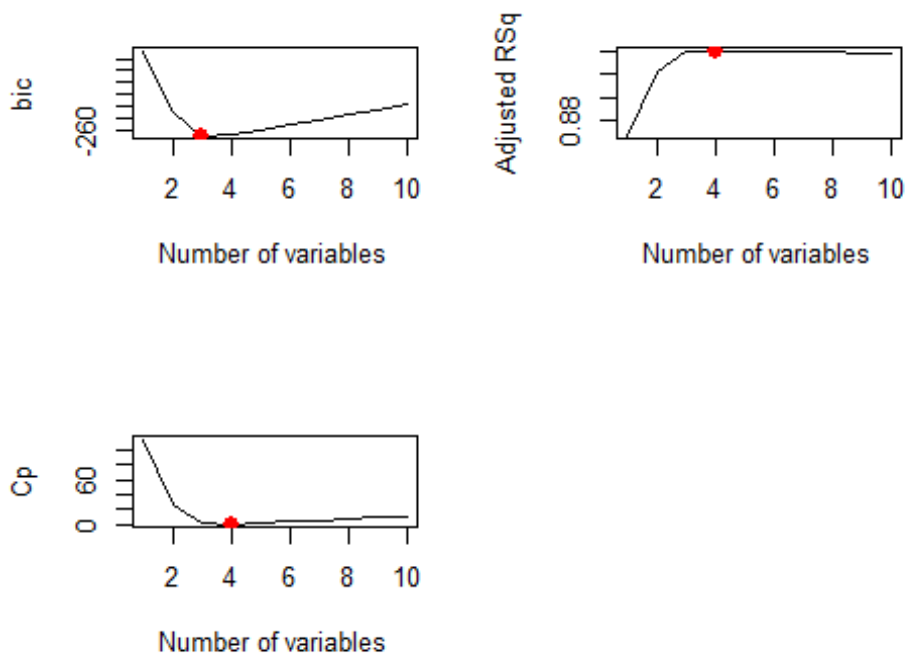 bic
-260
2 4 6 8 10
Number of variables
Adjusted RSq
0.88
2 4 6 8 10
Number of variables
Cp
60
0
2 4 6 8 10
Number of variables